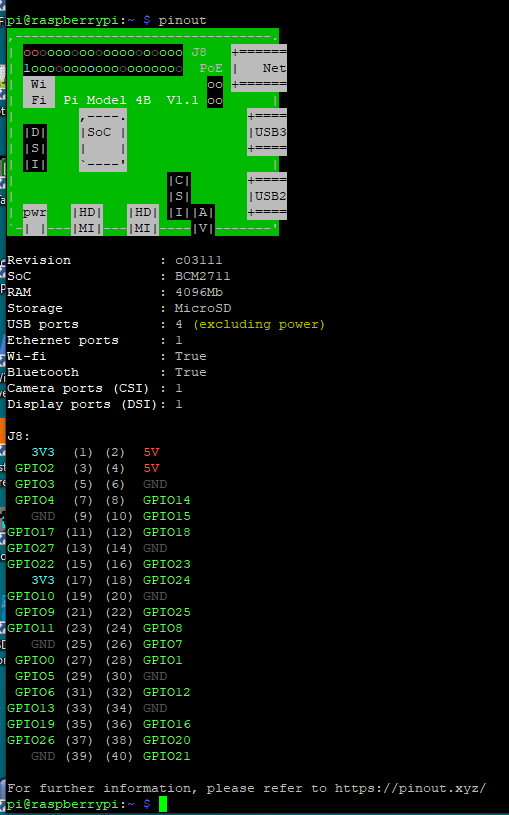 pi@raspberrypi:~ $ pinout
,--------------------------------.
| oooooooooooooooooooo J8     +======
| 1ooooooooooooooooooo  PoE   |   Net
|  Wi                    oo   +======
|  Fi  Pi Model 4B  V1.1 oo      |
|        ,----.               +====
| |D|    |SoC |               |USB3
| |S|    |    |               +====
| |I|    `----'                  |
|                   |C|       +====
|                   |S|       |USB2
| pwr   |HD|   |HD| |I||A|    +====
`-| |---|MI|---|MI|----|V|-------'
Revision           : c03111
SoC                : BCM2711
RAM                : 4096Mb
Storage            : MicroSD
USB ports          : 4 (excluding power)
Ethernet ports     : 1
Wi-fi              : True
Bluetooth          : True
Camera ports (CSI) : 1
Display ports (DSI): 1
J8:
   3V3  (1) (2)  5V
 GPIO2  (3) (4)  5V
 GPIO3  (5) (6)  GND
 GPIO4  (7) (8)  GPIO14
   GND  (9) (10) GPIO15
GPIO17 (11) (12) GPIO18
GPIO27 (13) (14) GND
GPIO22 (15) (16) GPIO23
   3V3 (17) (18) GPIO24
GPIO10 (19) (20) GND
 GPIO9 (21) (22) GPIO25
GPIO11 (23) (24) GPIO8
   GND (25) (26) GPIO7
 GPIO0 (27) (28) GPIO1
 GPIO5 (29) (30) GND
 GPIO6 (31) (32) GPIO12
GPIO13 (33) (34) GND
GPIO19 (35) (36) GPIO16
GPIO26 (37) (38) GPIO20
   GND (39) (40) GPIO21
For further information, please refer to https://pinout.xyz/
pi@raspberrypi:~ $